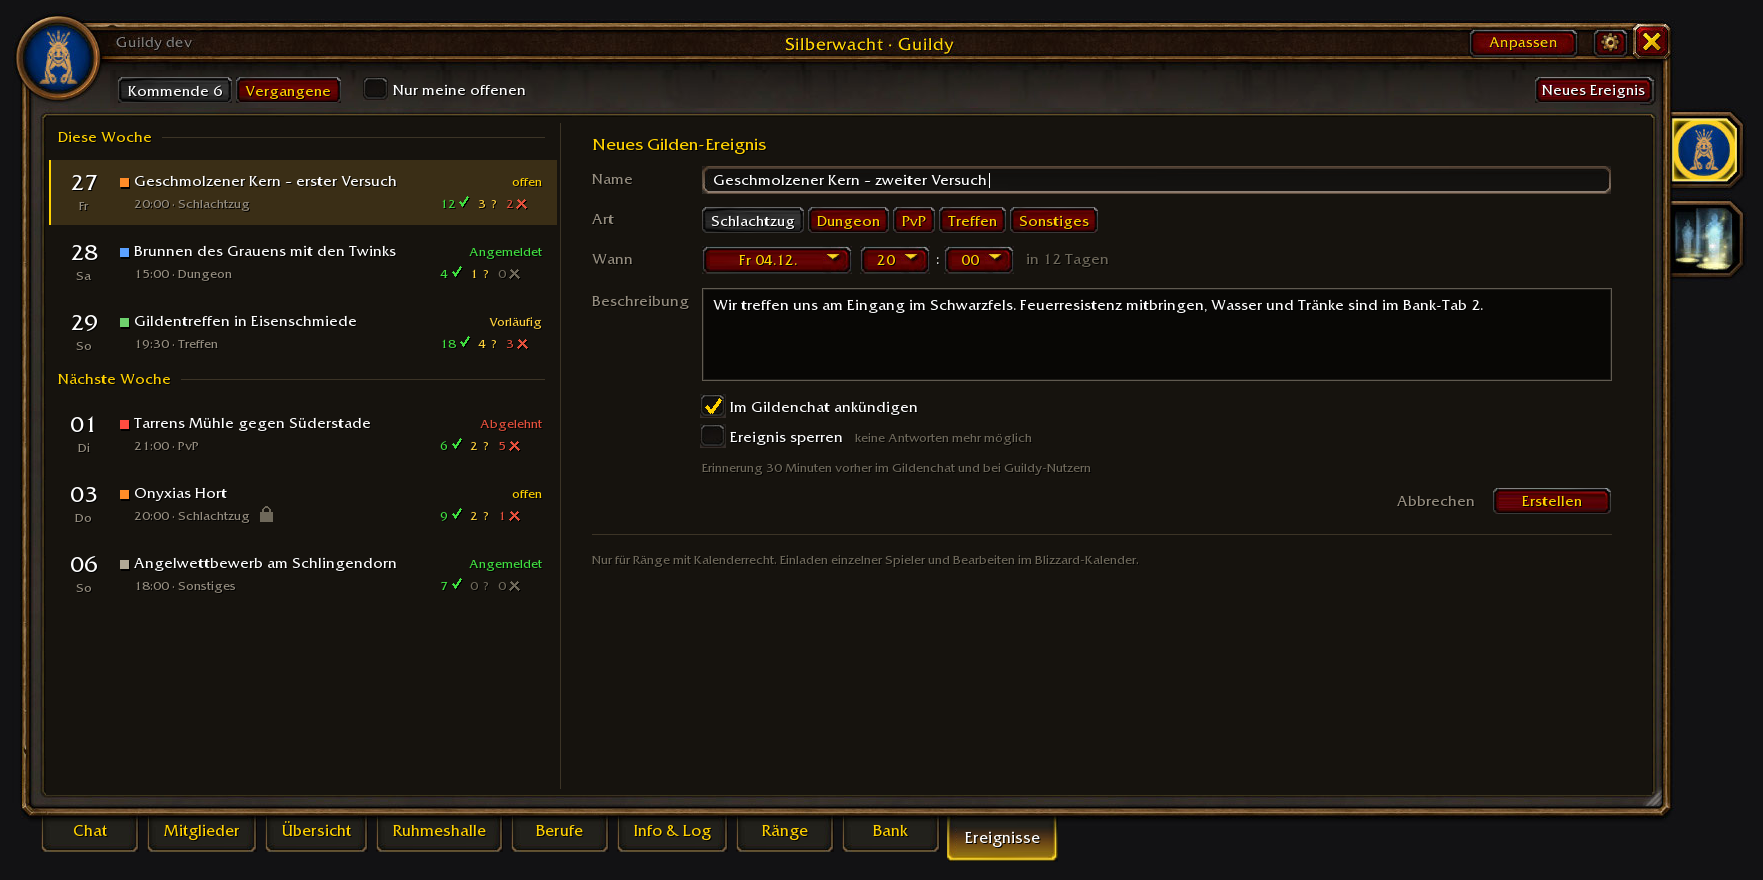 Guildy dev
Silberwacht · Guildy
Anpassen
Kommende 6
Vergangene
Nur meine offenen
Neues Ereignis
Diese Woche
27 Geschmolzener Kern – erster Versuch offen
Fr 20:00 · Schlachtzug 12 3 ? 2
28 Brunnen des Grauens mit den Twinks Angemeldet
Sa 15:00 · Dungeon 4 1 ? 0
29 Gildentreffen in Eisenschmiede Vorläufig
So 19:30 · Treffen 18 4 ? 3
Nächste Woche
01 Tarrens Mühle gegen Süderstade Abgelehnt
Di 21:00 · PvP 6 2 ? 5
03 Onyxias Hort offen
Do 20:00 · Schlachtzug 9 2 ? 1
06 Angelwettbewerb am Schlingendorn Angemeldet
So 18:00 · Sonstiges 7 0 ? 0
Neues Gilden-Ereignis
Name Geschmolzener Kern – zweiter Versuch
Art Schlachtzug Dungeon PvP Treffen Sonstiges
Wann Fr 04.12. 20 : 00 in 12 Tagen
Beschreibung Wir treffen uns am Eingang im Schwarzfels. Feuerresistenz mitbringen, Wasser und Tränke sind im Bank-Tab 2.
Im Gildenchat ankündigen
Ereignis sperren keine Antworten mehr möglich
Erinnerung 30 Minuten vorher im Gildenchat und bei Guildy-Nutzern
Abbrechen Erstellen
Nur für Ränge mit Kalenderrecht. Einladen einzelner Spieler und Bearbeiten im Blizzard-Kalender.
Chat Mitglieder Übersicht Ruhmeshalle Berufe Info & Log Ränge Bank Ereignisse